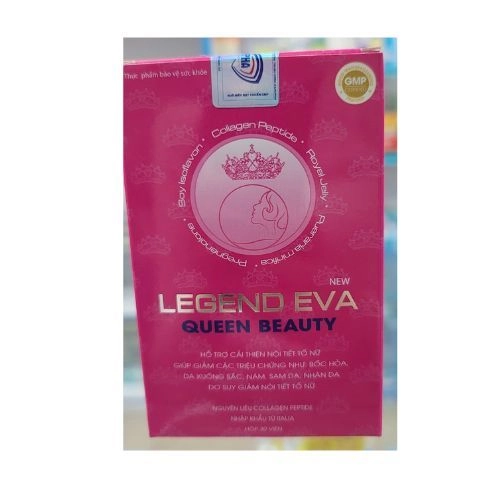 Thực phẩm bảo vệ sức khỏe
PHA
GMP
Soy Isoflavon • Collagen Peptide • Royal Jelly
Pregnenolone • Pueraria mirifica
NEW
LEGEND EVA
QUEEN BEAUTY
HỖ TRỢ CẢI THIỆN NỘI TIẾT TỐ NỮ
GIÚP GIẢM CÁC TRIỆU CHỨNG NHƯ: BỐC HỎA,
DA XUỐNG SẮC, NÁM, SẠM DA, NHĂN DA
DO SUY GIẢM NỘI TIẾT TỐ NỮ
NGUYÊN LIỆU COLLAGEN PEPTIDE
NHẬP KHẨU TỪ ITALIA
HỘP 30 VIÊN